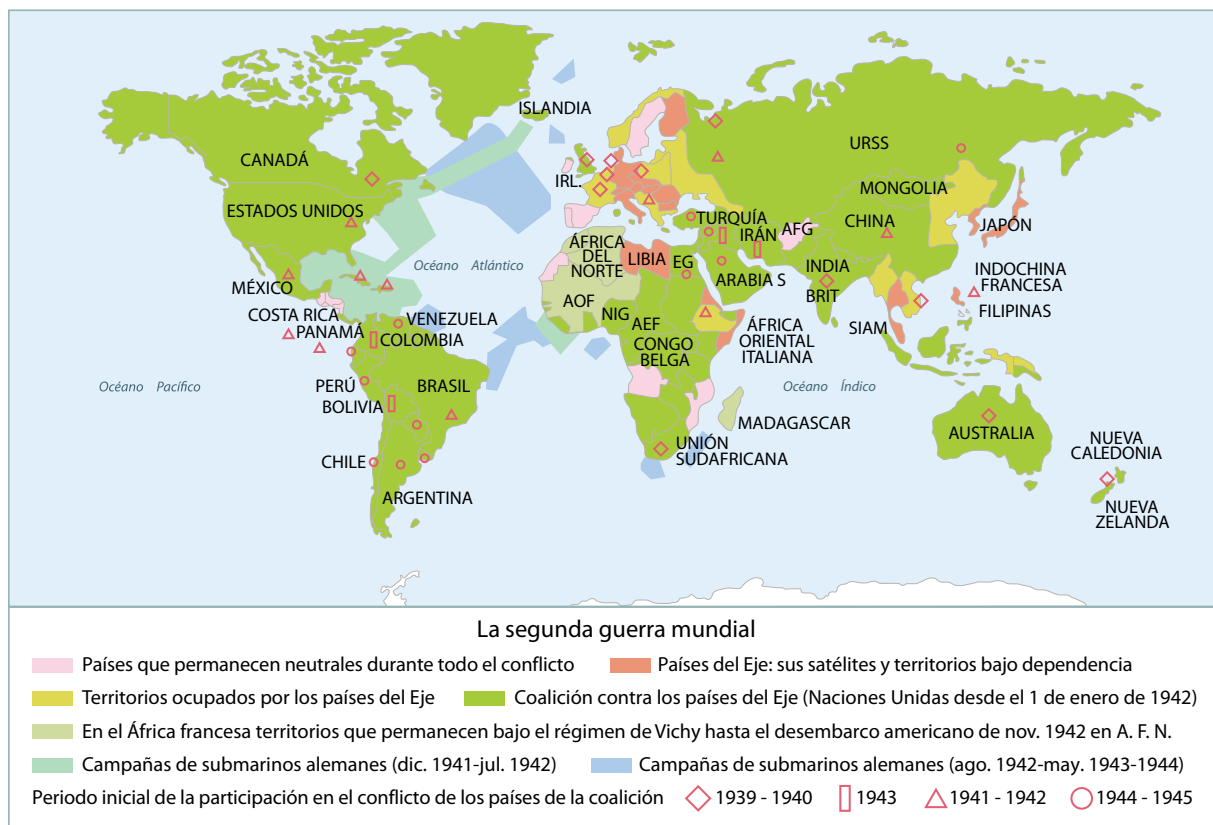 ISLANDIA
CANADÁ
URSS
IRL.
MONGOLIA
ESTADOS UNIDOS
TURQUÍA
CHINA
JAPÓN
IRÁN
AFG
ÁFRICA
DEL
NORTE
LIBIA
EG
Océano Atlántico
INDIA
BRIT
INDOCHINA
FRANCESA
MÉXICO
ARABIA S
AOF
COSTA RICA
PANAMÁ
VENEZUELA
NIG
AEF
FILIPINAS
SIAM
COLOMBIA
CONGO
BELGA
ÁFRICA
ORIENTAL
ITALIANA
Océano Pacífico
PERÚ
BRASIL
Océano Índico
BOLIVIA
MADAGASCAR
AUSTRALIA
NUEVA
CALEDONIA
UNIÓN
SUDAFRICANA
CHILE
ARGENTINA
NUEVA
ZELANDA
La segunda guerra mundial
Países que permanecen neutrales durante todo el conflicto Países del Eje: sus satélites y territorios bajo dependencia
Territorios ocupados por los países del Eje Coalición contra los países del Eje (Naciones Unidas desde el 1 de enero de 1942)
En el África francesa territorios que permanecen bajo el régimen de Vichy hasta el desembarco americano de nov. 1942 en A. F. N.
Campañas de submarinos alemanes (dic. 1941-jul. 1942) Campañas de submarinos alemanes (ago. 1942-may. 1943-1944)
Periodo inicial de la participación en el conflicto de los países de la coalición 1939 - 1940 1943 1941 - 1942 1944 - 1945